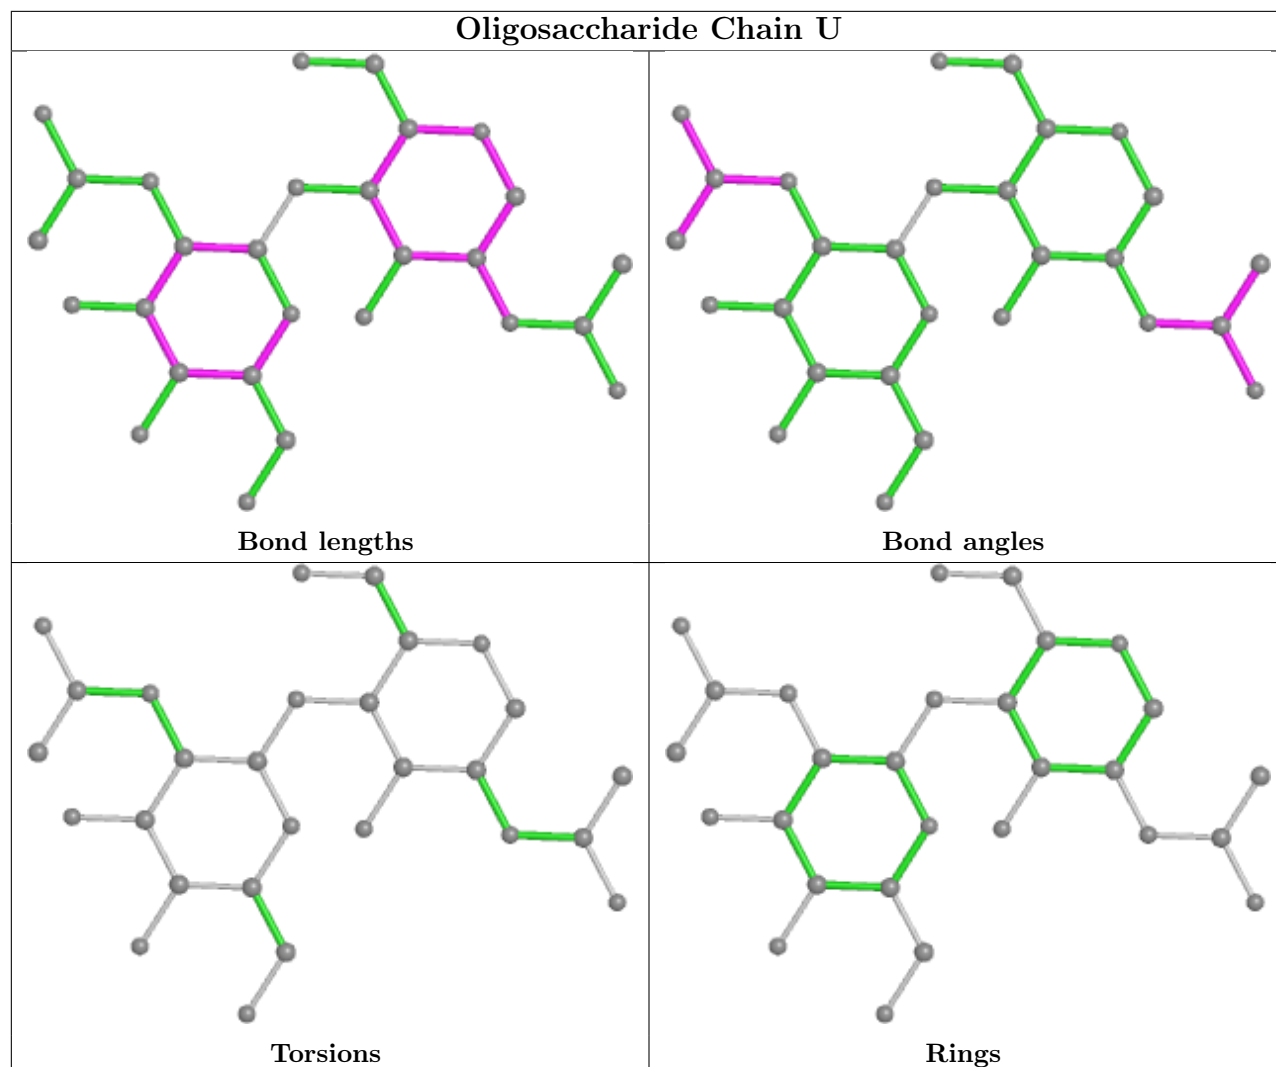 Oligosaccharide Chain U
Bond lengths
Bond angles
Torsions
Rings